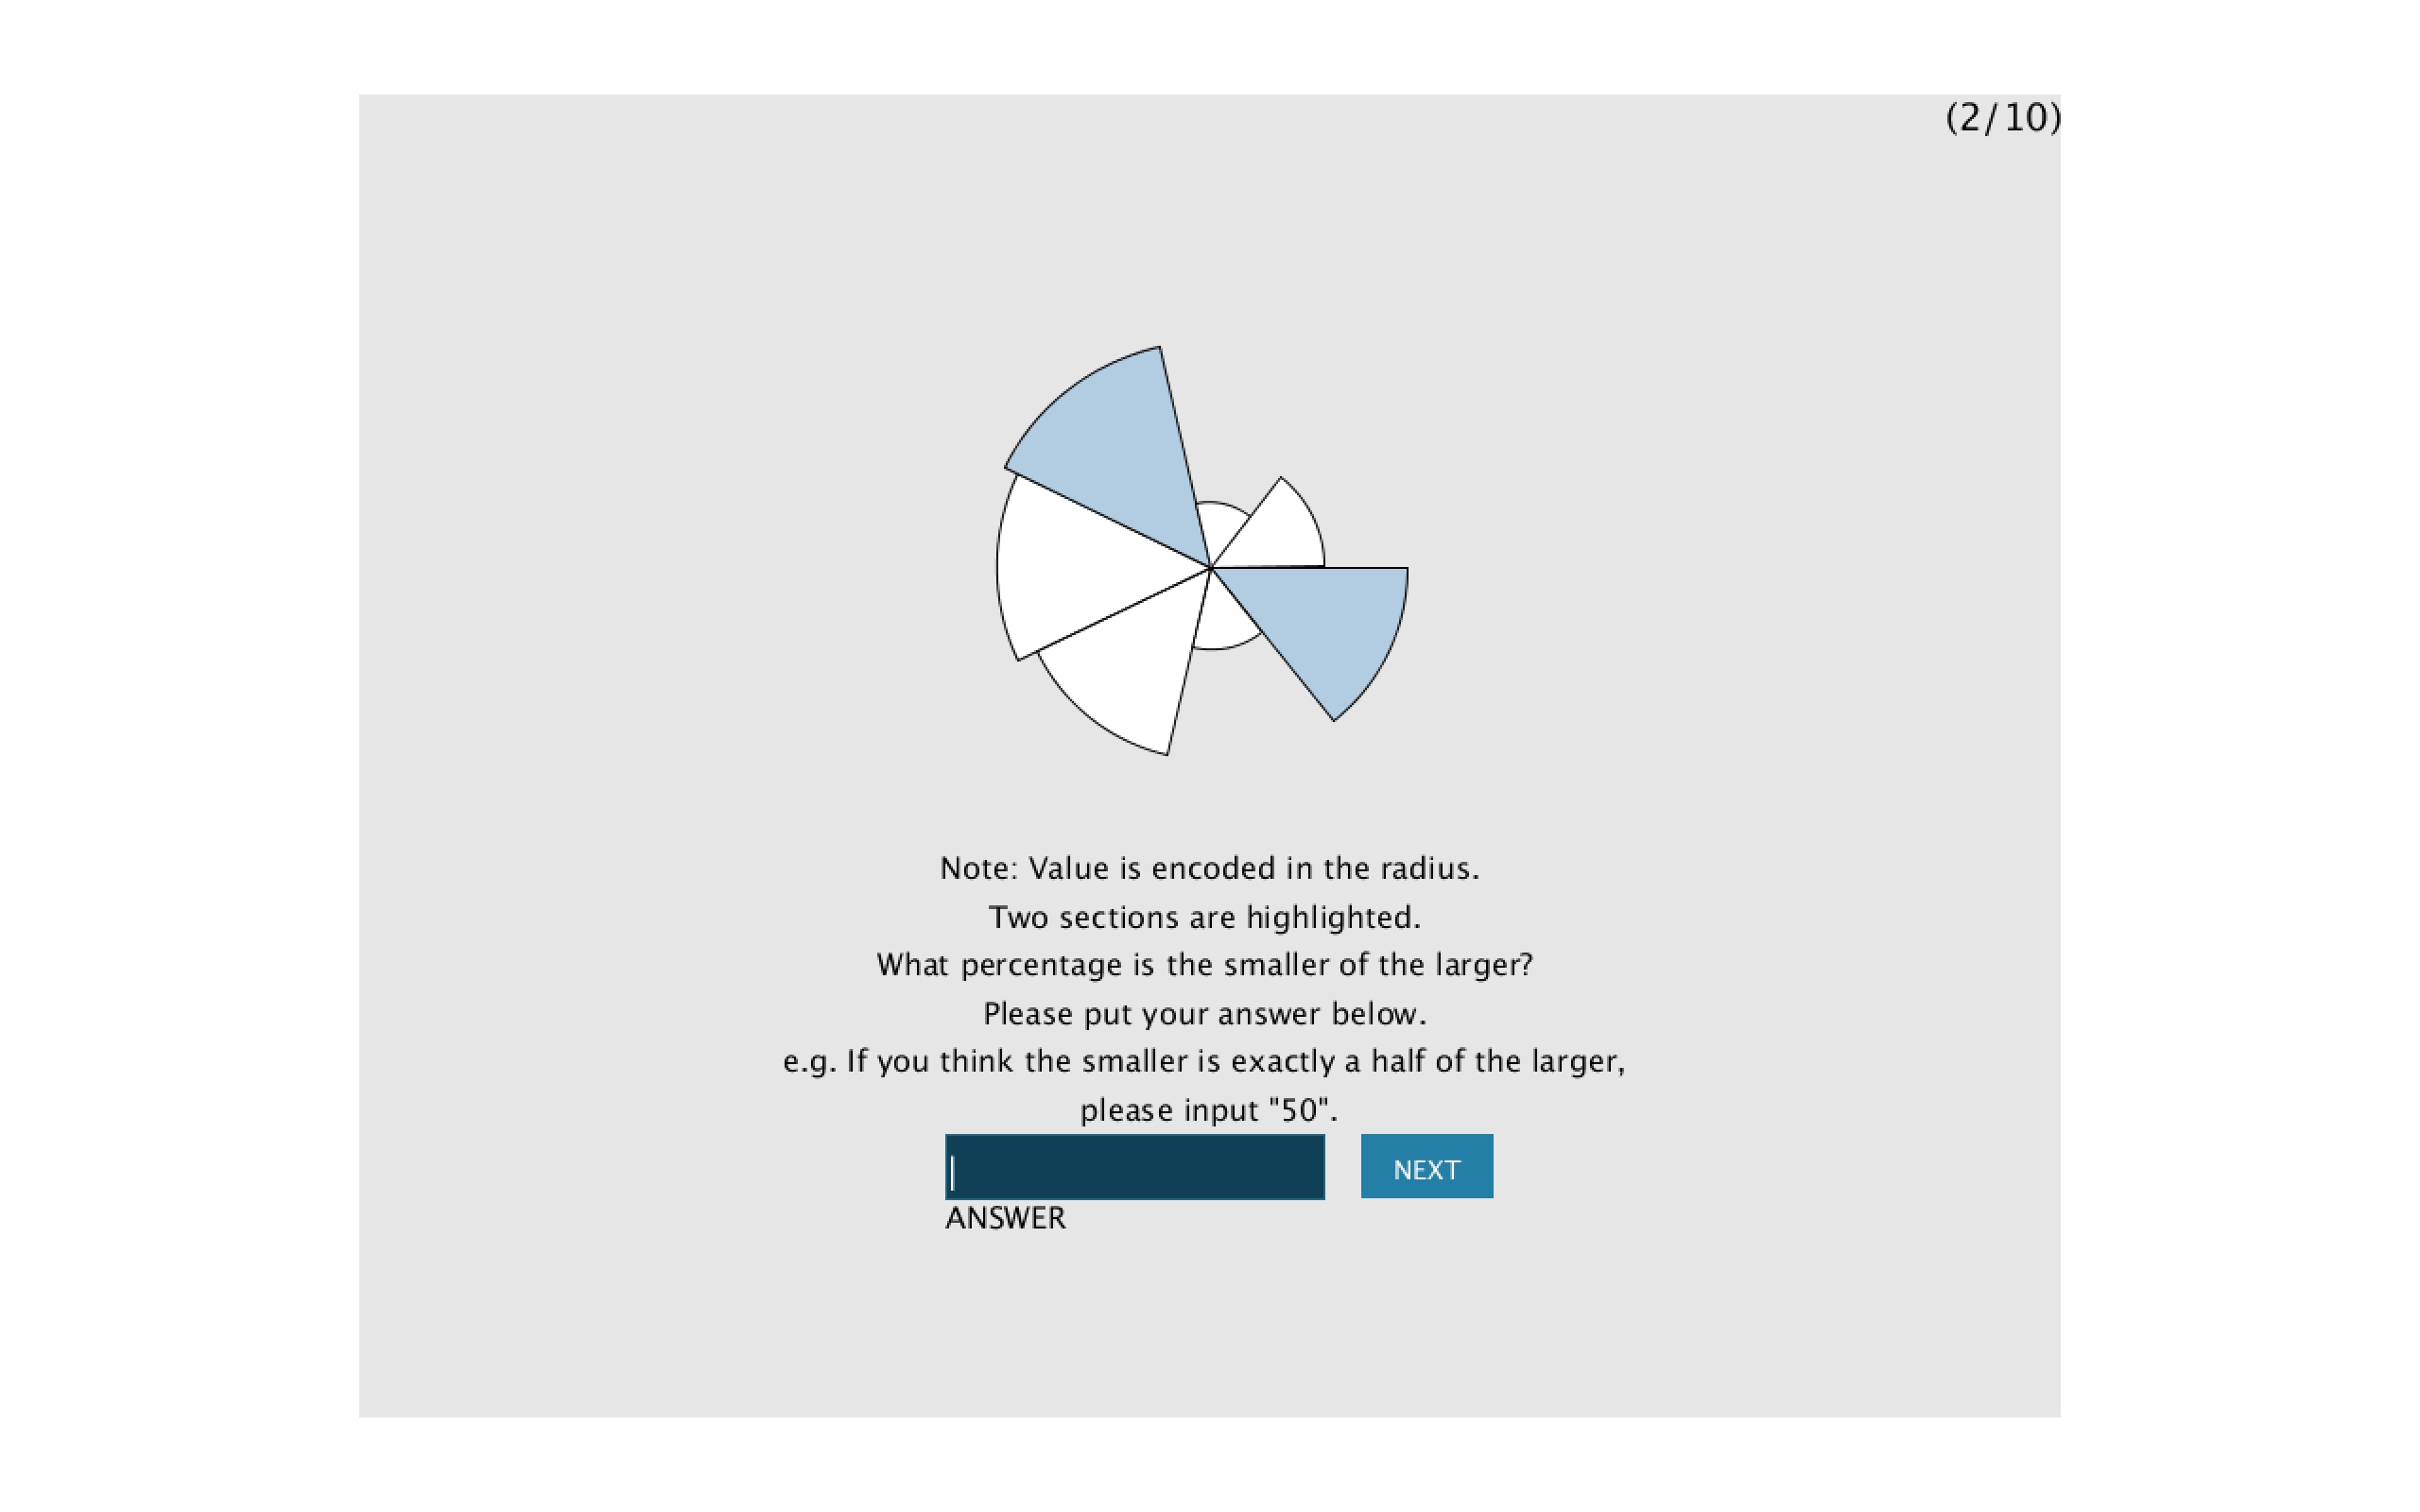 (2/10)
Note: Value is encoded in the radius.
Two sections are highlighted.
What percentage is the smaller of the larger?
Please put your answer below.
e.g. If you think the smaller is exactly a half of the larger,
please input "50".
NEXT
ANSWER